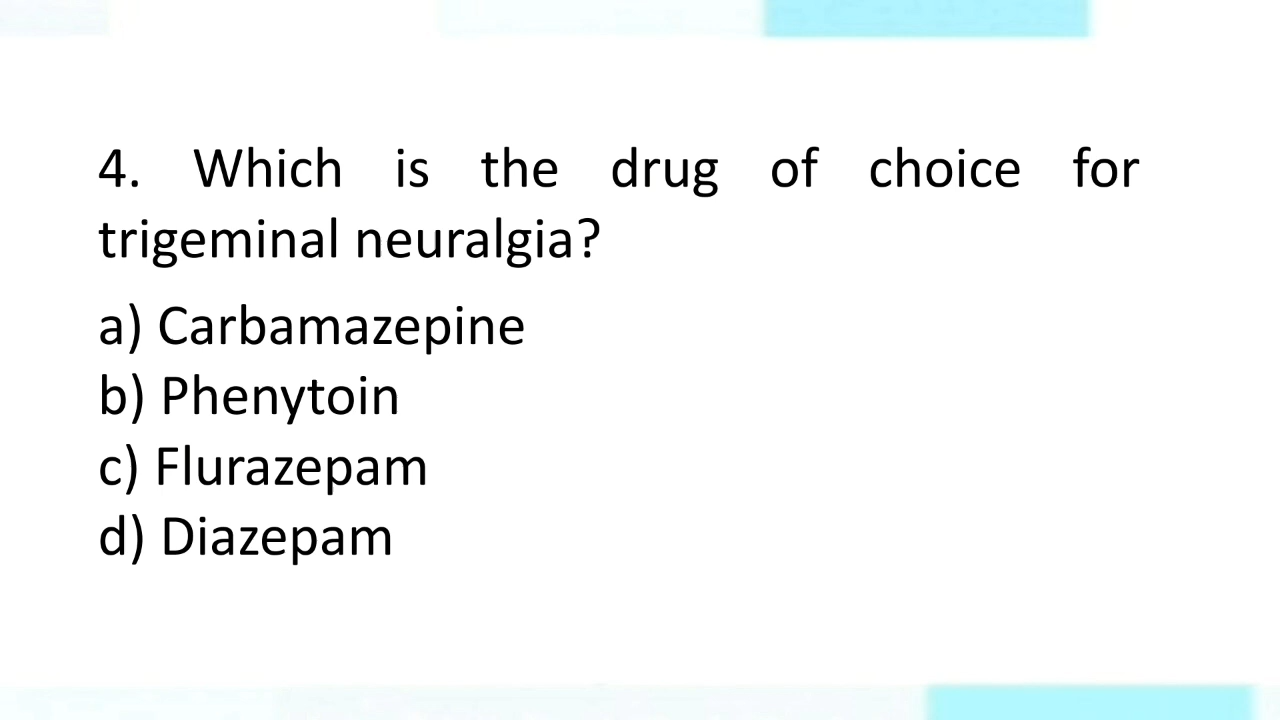 4. Which is the drug of choice for
trigeminal neuralgia?
a) Carbamazepine
b) Phenytoin
c) Flurazepam
d) Diazepam